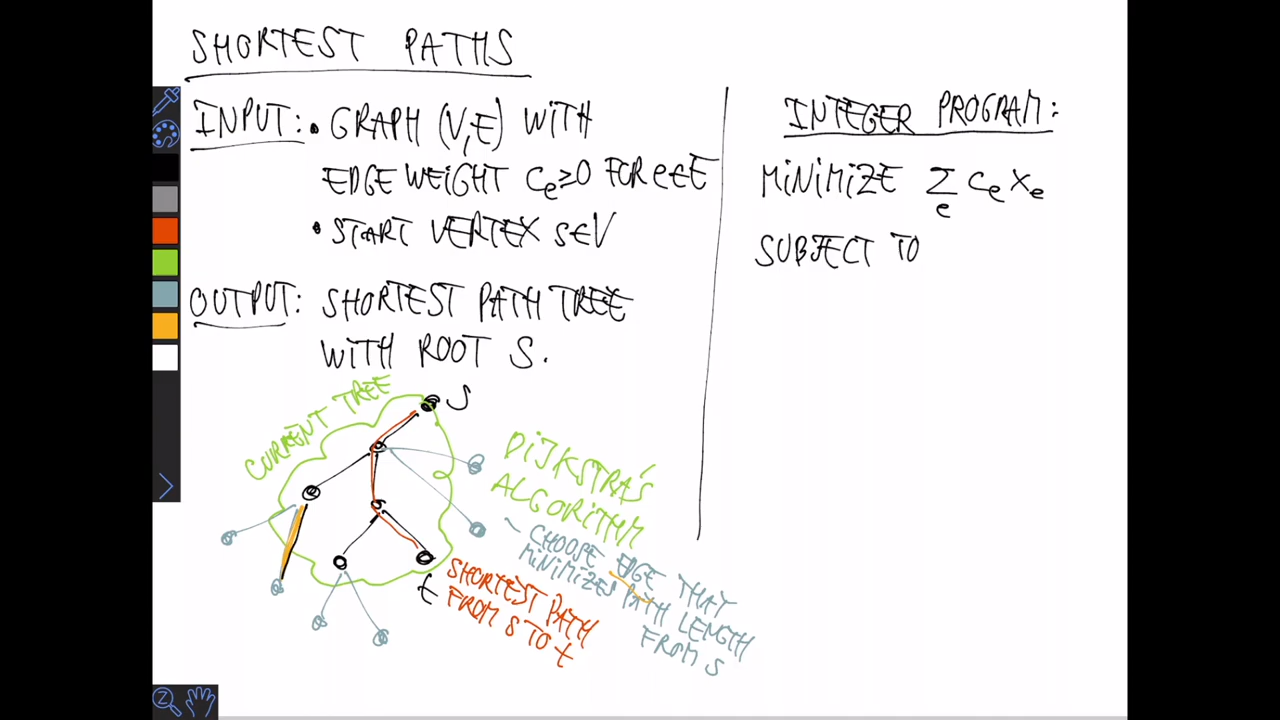 SHORTEST PATHS
INPUT: • GRAPH (V,E) WITH
EDGE WEIGHT Ce≥0 FOR e∈E
• START VERTEX S∈V
OUTPUT: SHORTEST PATH TREE
WITH ROOT S.
CURRENT TREE
S
t
SHORTEST PATH
FROM S TO t
DIJKSTRA'S
ALGORITHM
~ CHOOSE EDGE THAT
MINIMIZES PATH LENGTH
FROM S
INTEGER PROGRAM:
MINIMIZE Σe Ce Xe
SUBJECT TO
Z